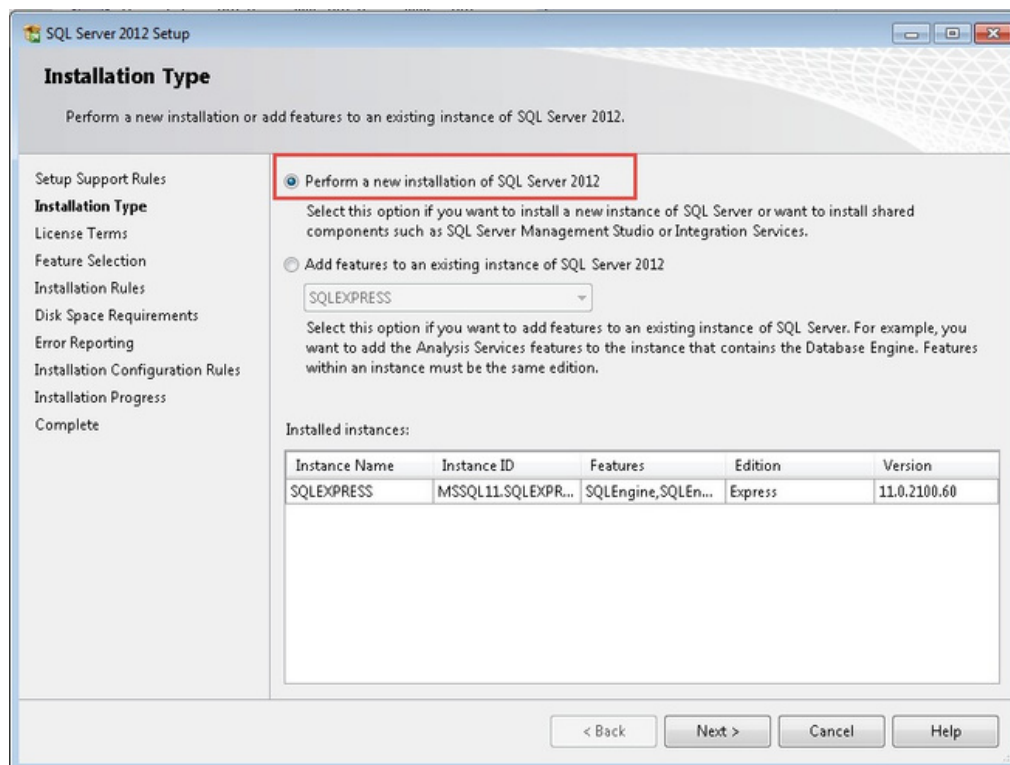 SQL Server 2012 Setup
Installation Type
Perform a new installation or add features to an existing instance of SQL Server 2012.
Setup Support Rules
Installation Type
License Terms
Feature Selection
Installation Rules
Disk Space Requirements
Error Reporting
Installation Configuration Rules
Installation Progress
Complete
Perform a new installation of SQL Server 2012
Select this option if you want to install a new instance of SQL Server or want to install shared
components such as SQL Server Management Studio or Integration Services.
Add features to an existing instance of SQL Server 2012
SQLEXPRESS
Select this option if you want to add features to an existing instance of SQL Server. For example, you
want to add the Analysis Services features to the instance that contains the Database Engine. Features
within an instance must be the same edition.
Installed instances:
Instance Name Instance ID Features Edition Version
SQLEXPRESS MSSQL11.SQLEXPR... SQLEngine,SQLEn... Express 11.0.2100.60
< Back Next > Cancel Help